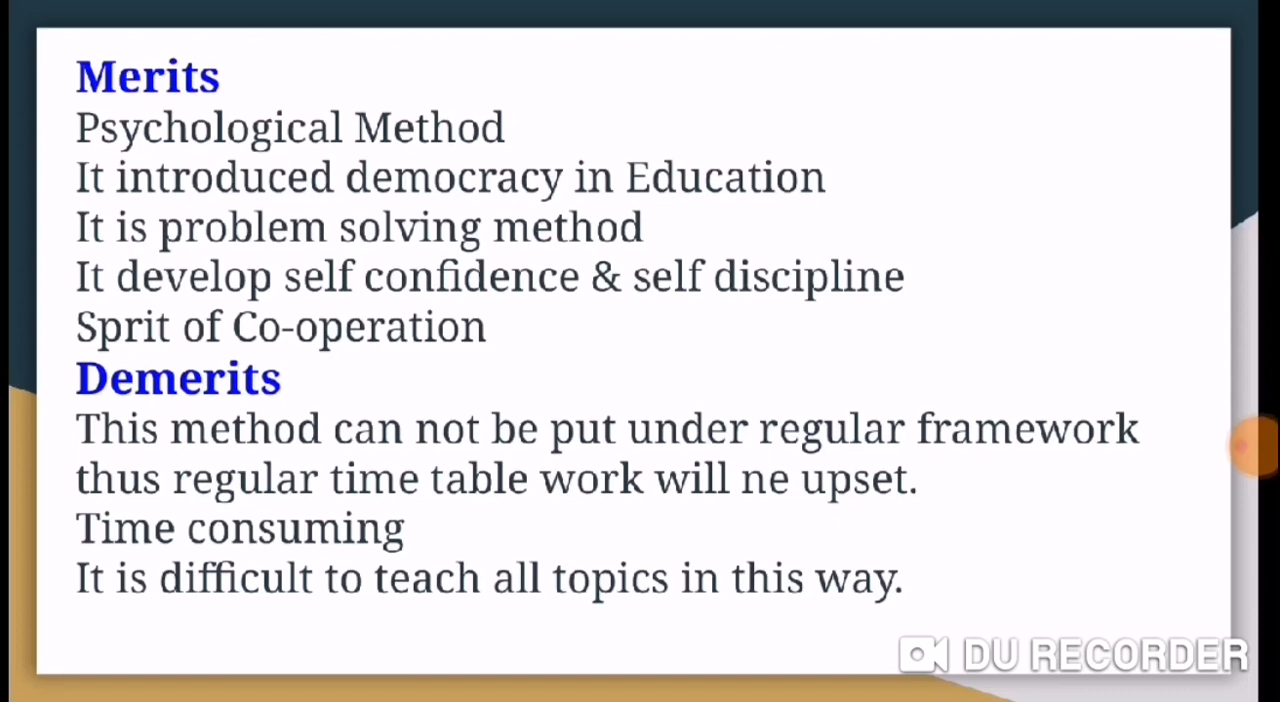 Merits
Psychological Method
It introduced democracy in Education
It is problem solving method
It develop self confidence & self discipline
Sprit of Co-operation
Demerits
This method can not be put under regular framework
thus regular time table work will ne upset.
Time consuming
It is difficult to teach all topics in this way.
DU RECORDER